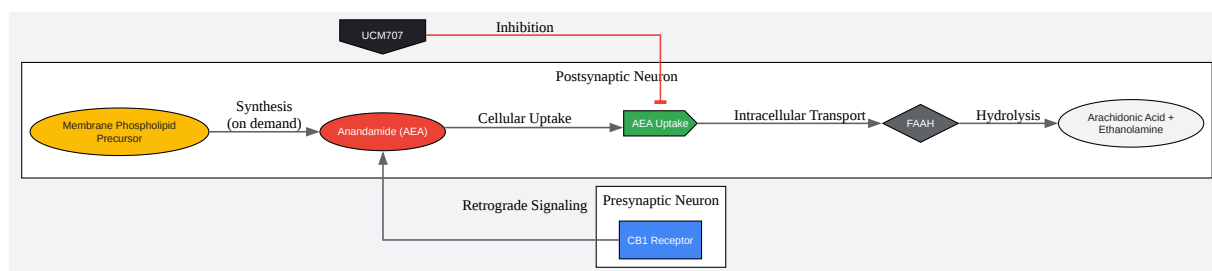 UCM707
Inhibition
Postsynaptic Neuron
Membrane Phospholipid
Precursor
Synthesis
(on demand)
Anandamide (AEA)
Cellular Uptake
AEA Uptake
Intracellular Transport
FAAH
Hydrolysis
Arachidonic Acid +
Ethanolamine
Retrograde Signaling
Presynaptic Neuron
CB1 Receptor